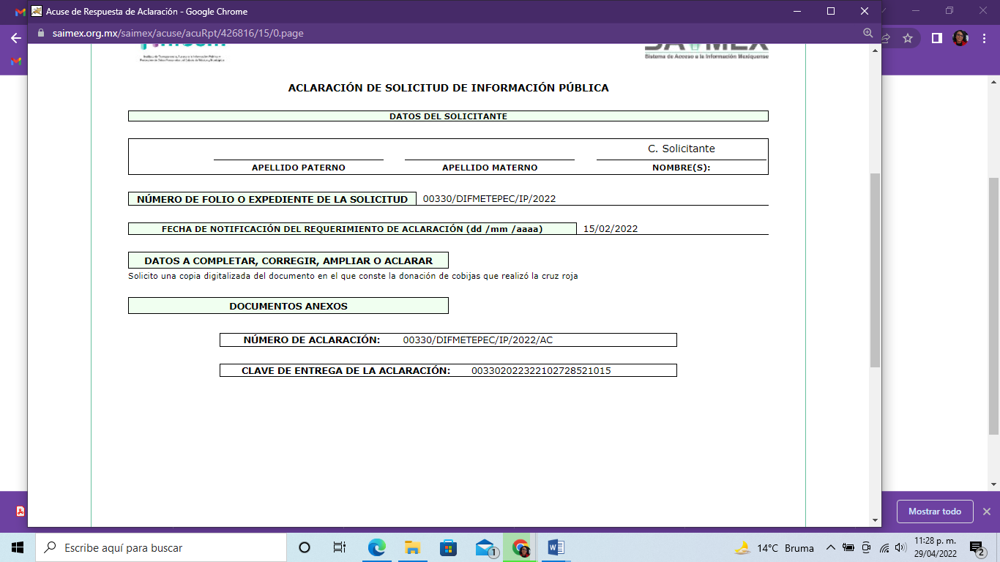 Acuse de Respuesta de Aclaración - Google Chrome
saimex.org.mx/saimex/acuse/acuRpt/426816/15/0.page
Sistema de Acceso a la Información Mexiquense
ACLARACIÓN DE SOLICITUD DE INFORMACIÓN PÚBLICA
DATOS DEL SOLICITANTE
C. Solicitante
APELLIDO PATERNO APELLIDO MATERNO NOMBRE(S):
NÚMERO DE FOLIO O EXPEDIENTE DE LA SOLICITUD 00330/DIFMETEPEC/IP/2022
FECHA DE NOTIFICACIÓN DEL REQUERIMIENTO DE ACLARACIÓN (dd /mm /aaaa) 15/02/2022
DATOS A COMPLETAR, CORREGIR, AMPLIAR O ACLARAR
Solicito una copia digitalizada del documento en el que conste la donación de cobijas que realizó la cruz roja
DOCUMENTOS ANEXOS
NÚMERO DE ACLARACIÓN: 00330/DIFMETEPEC/IP/2022/AC
CLAVE DE ENTREGA DE LA ACLARACIÓN: 003302022322102728521015
Mostrar todo
Escribe aquí para buscar
1
14°C Bruma
11:28 p. m.
29/04/2022
2